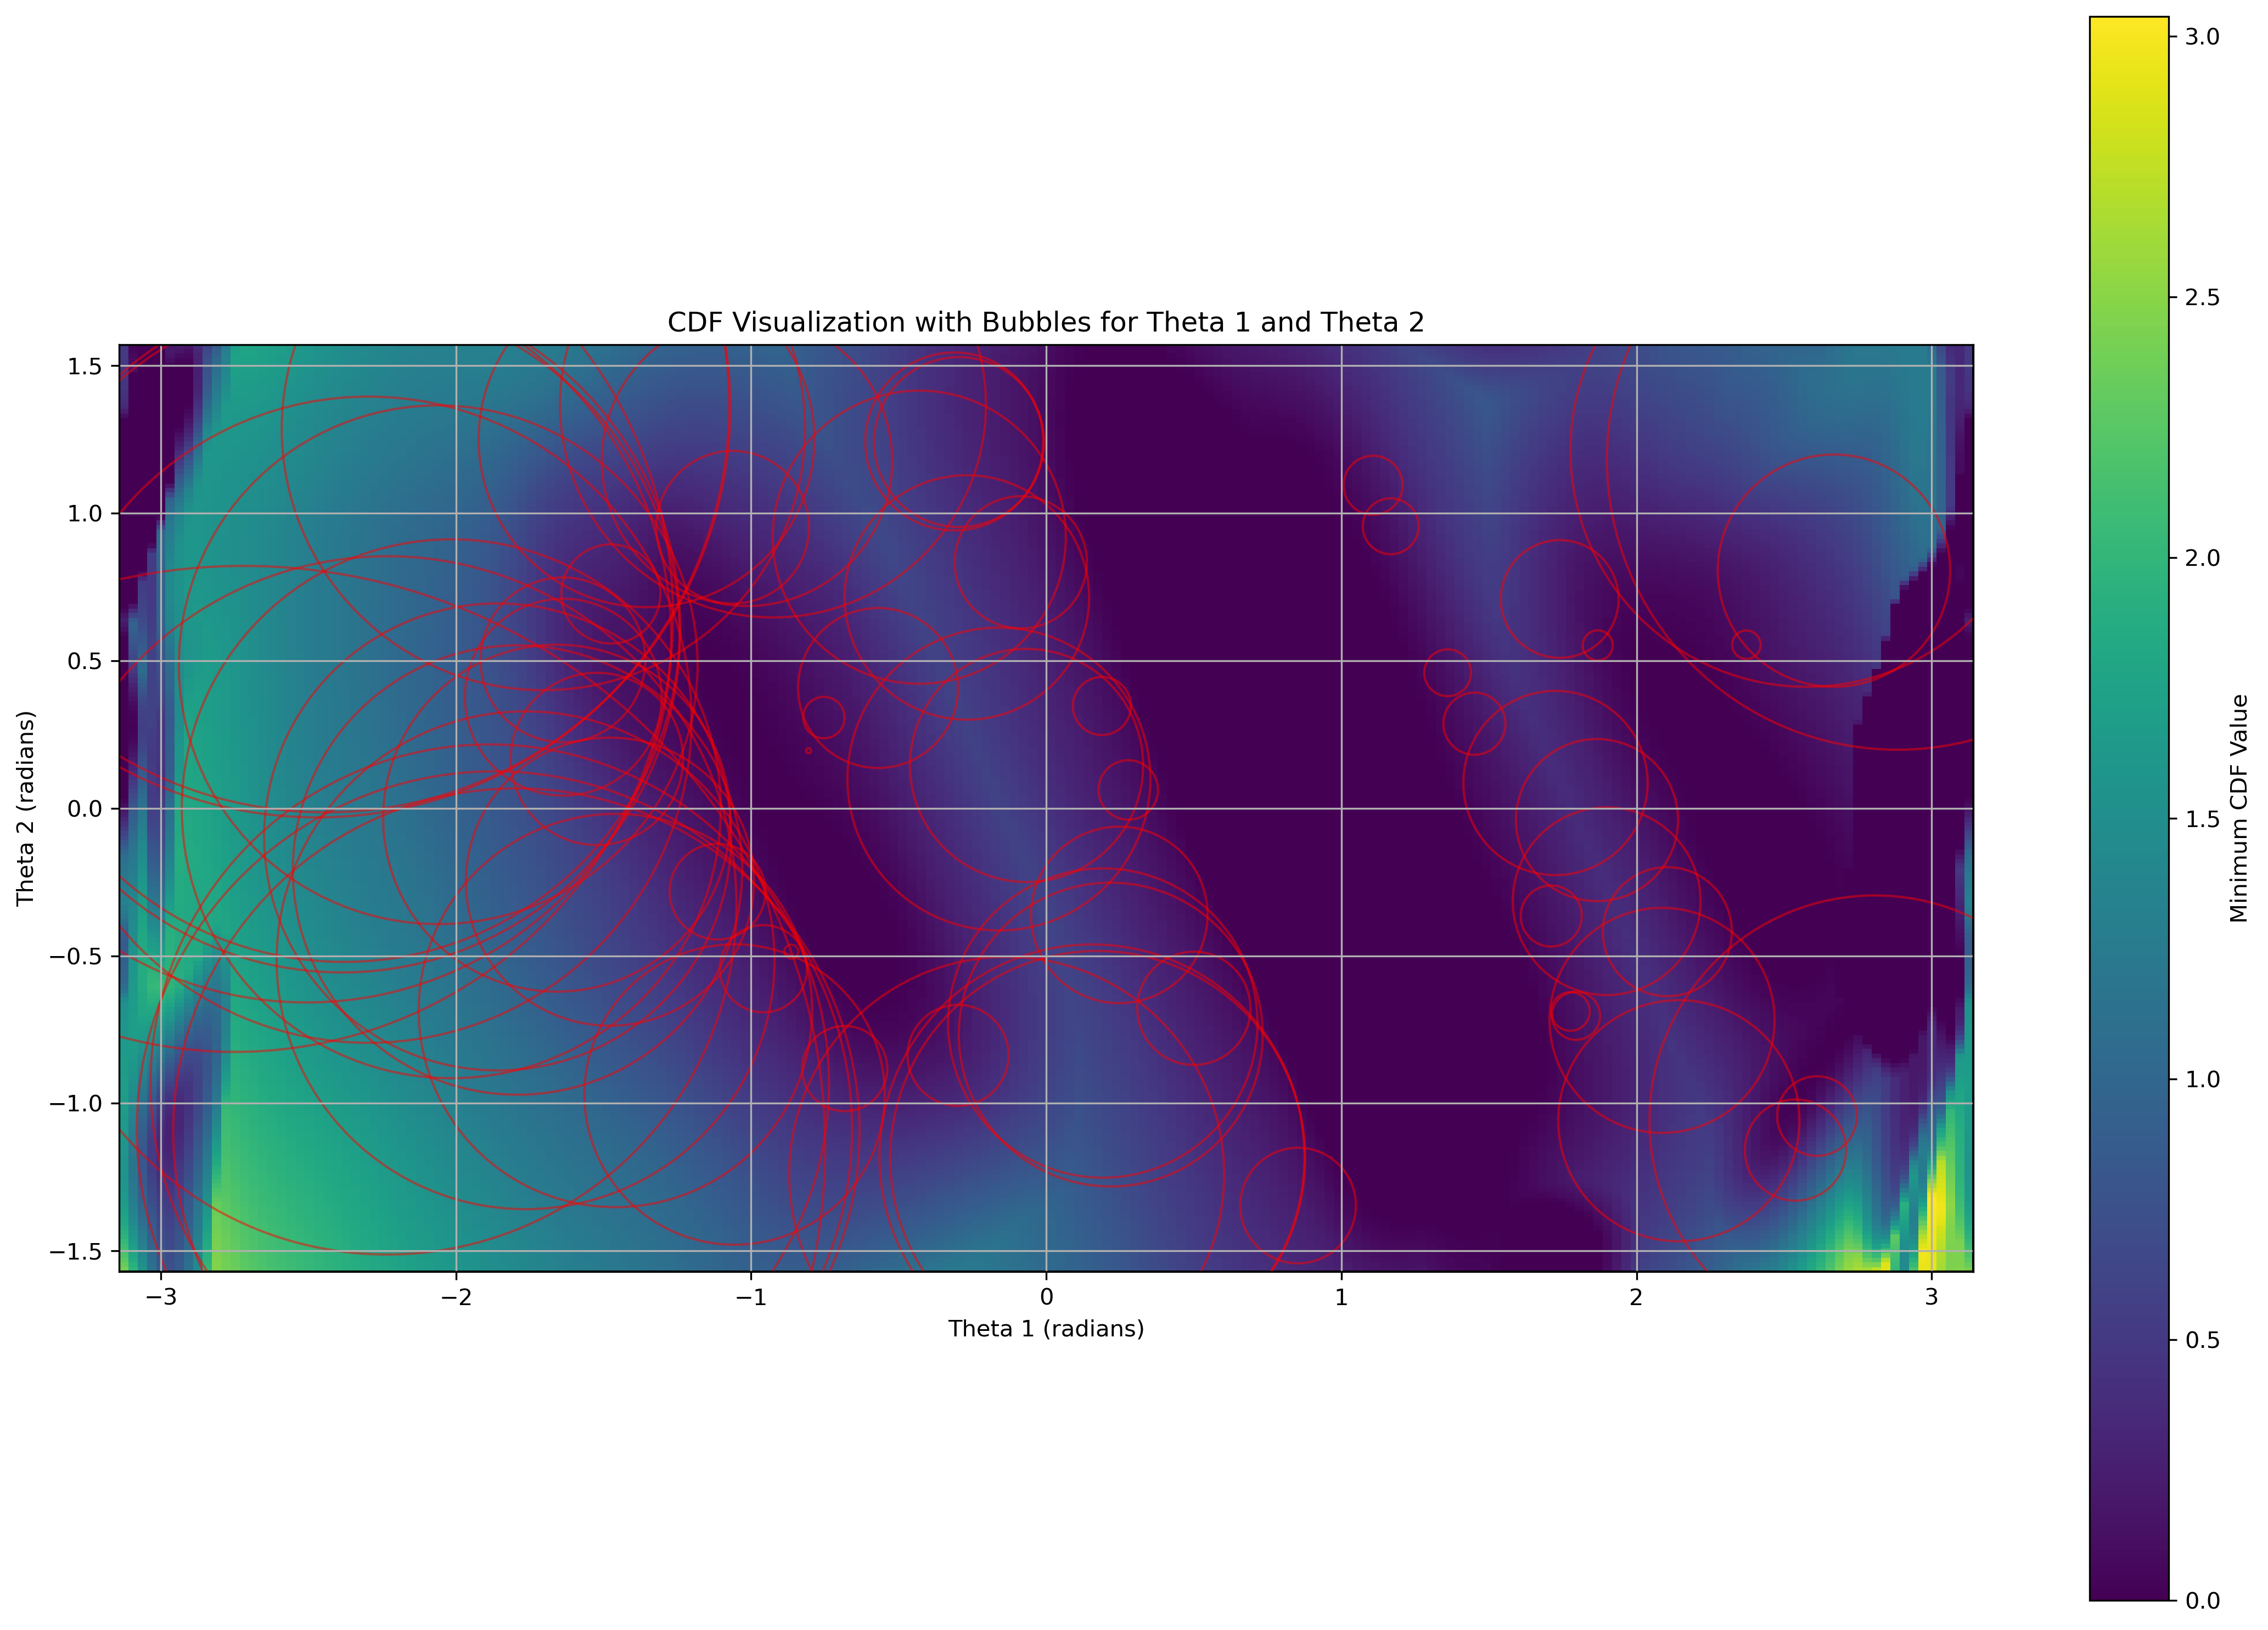 CDF Visualization with Bubbles for Theta 1 and Theta 2
1.5
1.0
0.5
0.0
−0.5
−1.0
−1.5
Theta 2 (radians)
−3 −2 −1 0 1 2 3
Theta 1 (radians)
3.0
2.5
2.0
1.5
1.0
0.5
0.0
Minimum CDF Value